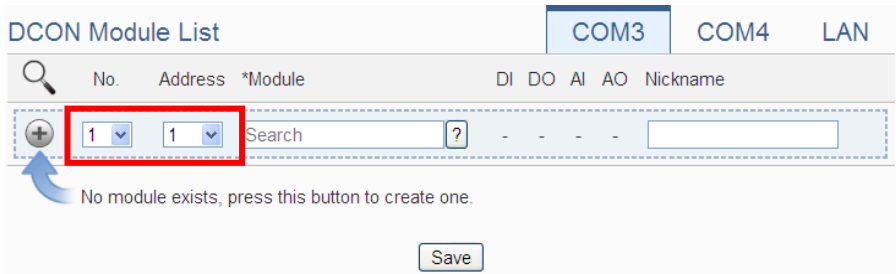 DCON Module List COM3 COM4 LAN
No. Address *Module DI DO AI AO Nickname
1 1 Search ? - - - -
No module exists, press this button to create one.
Save